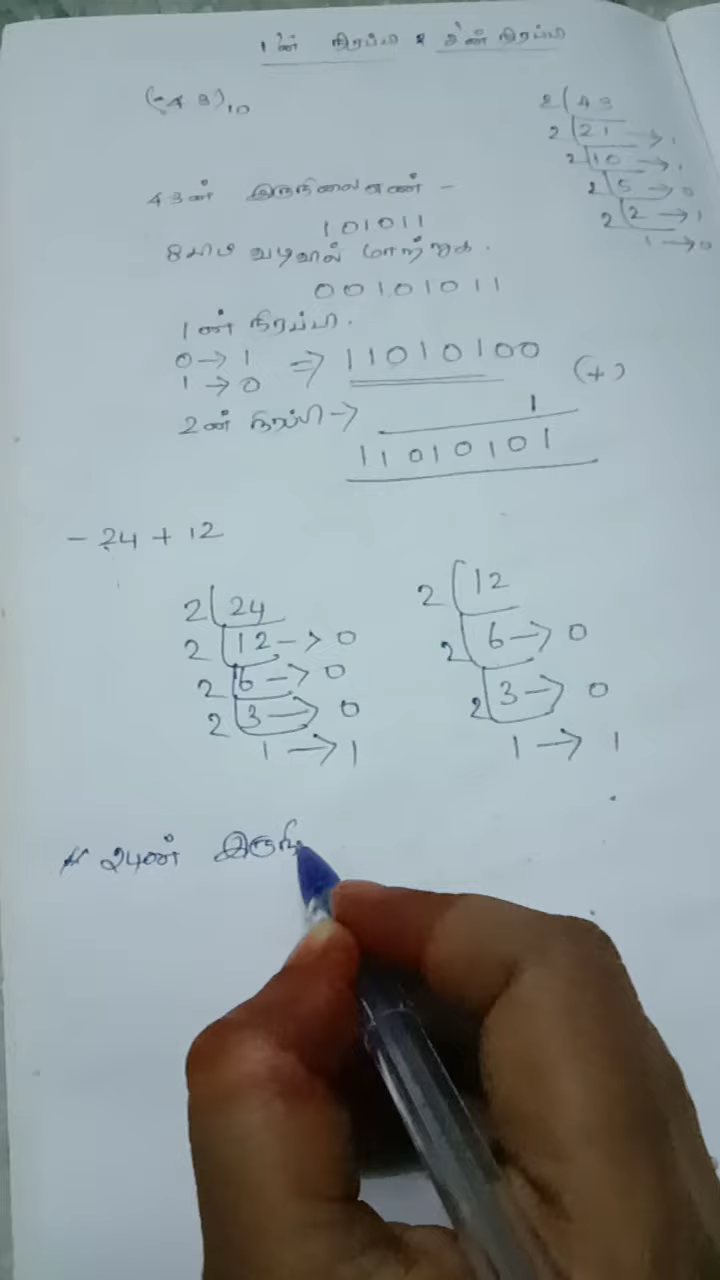 1ன் நிரப்பி & 2ன் நிரப்பி
(-43)10
2 43
2 21 → 1
2 10 → 1
2 5 → 0
2 2 → 1
1 → 0
43ன் இருநிலை எண் -
101011
8 பிட் வடிவில் மாற்றுக.
00101011
1ன் நிரப்பி.
0 → 1 ⇒ 11010100
1 → 0
(+)
2ன் நிரப்பி → 1
11010101
- 24 + 12
2 24
2 12 → 0
2 6 → 0
2 3 → 0
1 → 1
2 12
2 6 → 0
2 3 → 0
1 → 1
24ன் இருநி